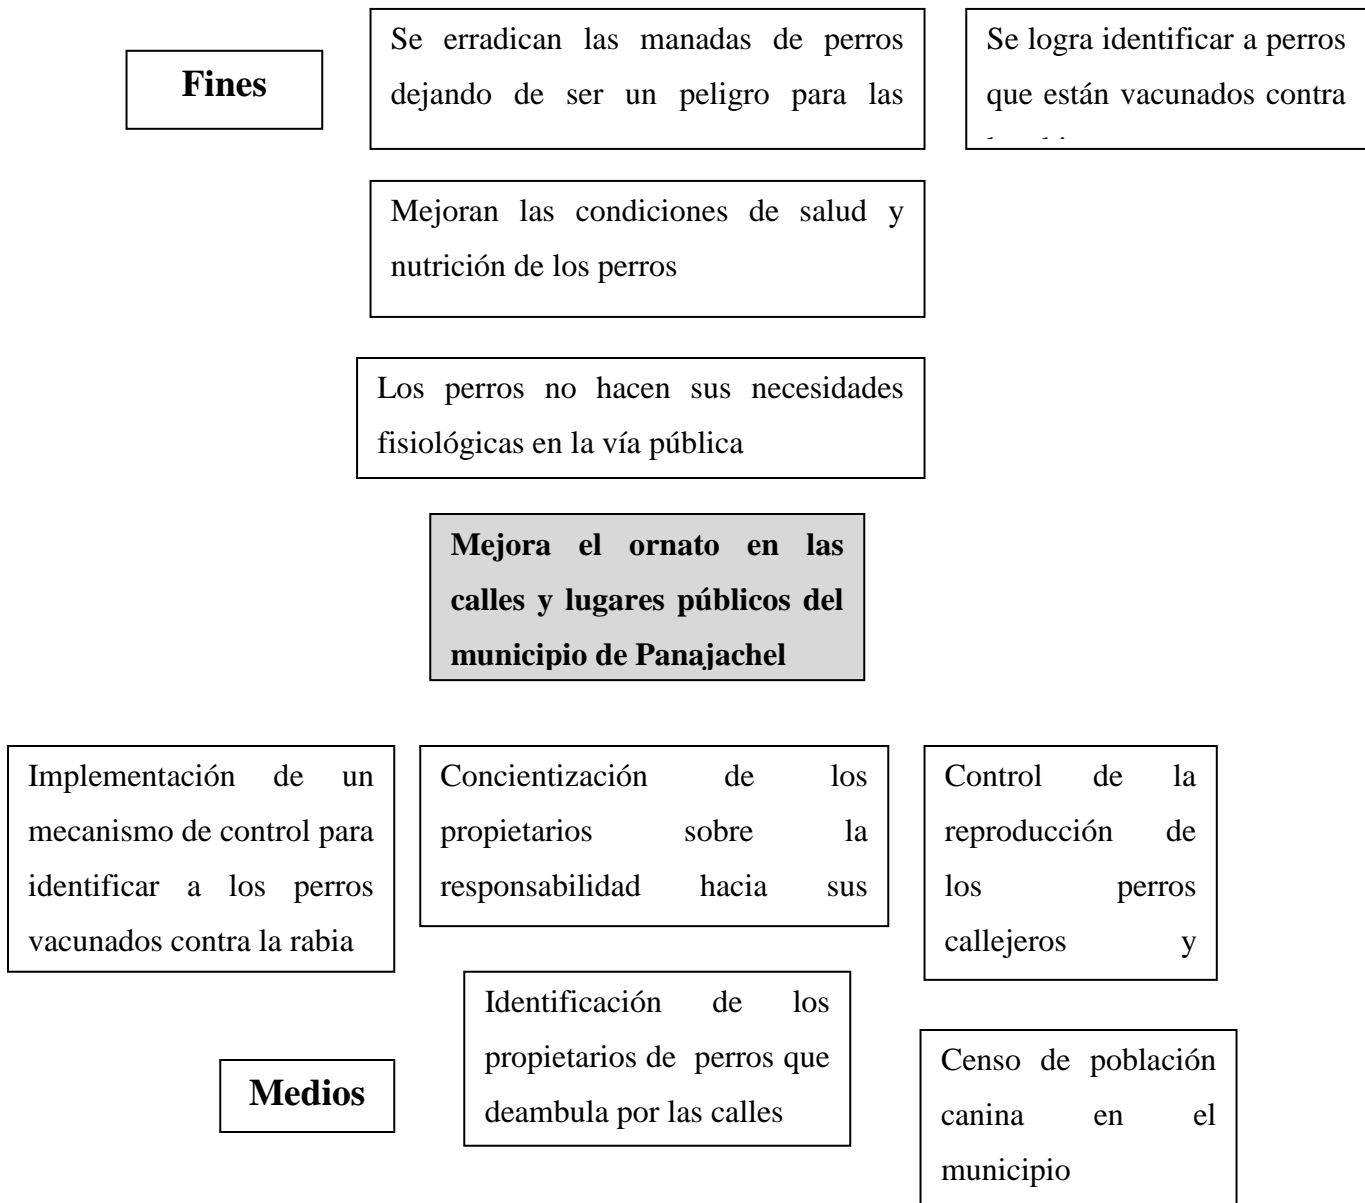 Fines
Se erradican las manadas de perros
dejando de ser un peligro para las
Se logra identificar a perros
que están vacunados contra
Mejoran las condiciones de salud y
nutrición de los perros
Los perros no hacen sus necesidades
fisiológicas en la vía pública
Mejora el ornato en las
calles y lugares públicos del
municipio de Panajachel
Implementación de un
mecanismo de control para
identificar a los perros
vacunados contra la rabia
Concientización de los
propietarios sobre la
responsabilidad hacia sus
Control de la
reproducción de
los perros
callejeros y
Identificación de los
propietarios de perros que
deambula por las calles
Medios
Censo de población
canina en el
municipio